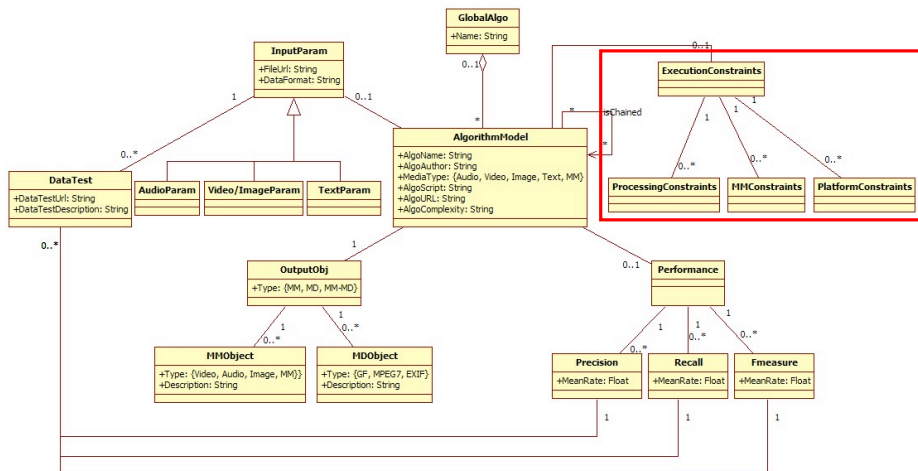 GlobalAlgo
+Name: String
0..1
*
InputParam
+FileUrl: String
+DataFormat: String
1
0..1
0..*
0..1
ExecutionConstraints
1
1
1
0..*
0..*
0..*
ProcessingConstraints
MMConstraints
PlatformConstraints
*
isChained
*
AlgorithmModel
+AlgoName: String
+AlgoAuthor: String
+MediaType: {Audio, Video, Image, Text, MM}
+AlgoScript: String
+AlgoURL: String
+AlgoComplexity: String
DataTest
+DataTestUrl: String
+DataTestDescription: String
0..*
AudioParam
Video/ImageParam
TextParam
1
0..1
OutputObj
+Type: {MM, MD, MM-MD}
1
1
0..*
0..*
Performance
1
1
1
0..*
0..*
0..*
MMObject
+Type: {Video, Audio, Image, MM}}
+Description: String
MDObject
+Type: {GF, MPEG7, EXIF}
+Description: String
Precision
+MeanRate: Float
Recall
+MeanRate: Float
Fmeasure
+MeanRate: Float
1
1
1